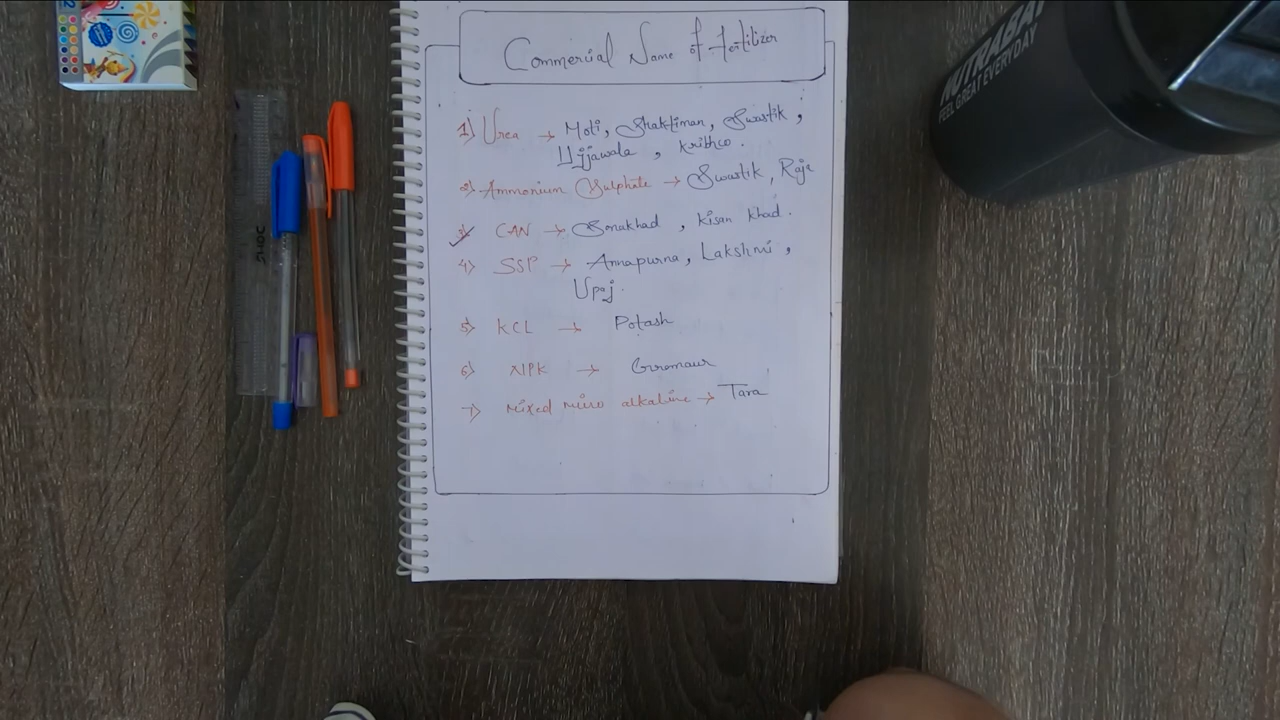 Commercial Name of Fertilizer
1) Urea → Moti, Shaktiman, Swastik,
Ujjawala, Krithco.
2) Ammonium Sulphate → Swastik, Raja
3) CAN → Sonakhad, Kisan Khad.
4) SSP → Annapurna, Lakshmi,
Upaj.
5) KCL → Potash
6) NPK → Gromaur
7) Mixed micro alkaline → Tara
NUTRABAY
FEEL GREAT EVERYDAY